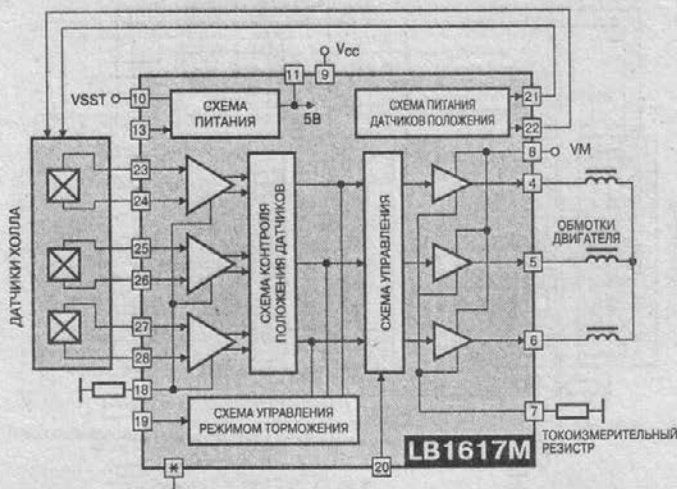 Vcc
11
9
VSST
10
СХЕМА
ПИТАНИЯ
5В
13
СХЕМА ПИТАНИЯ
ДАТЧИКОВ ПОЛОЖЕНИЯ
21
22
8
VM
ДАТЧИКИ ХОЛЛА
23
24
25
26
27
28
18
19
СХЕМА КОНТРОЛЯ
ПОЛОЖЕНИЯ ДАТЧИКОВ
СХЕМА УПРАВЛЕНИЯ
4
5
6
ОБМОТКИ
ДВИГАТЕЛЯ
7
ТОКОИЗМЕРИТЕЛЬНЫЙ
РЕЗИСТР
СХЕМА УПРАВЛЕНИЯ
РЕЖИМОМ ТОРМОЖЕНИЯ
*
20
LB1617M